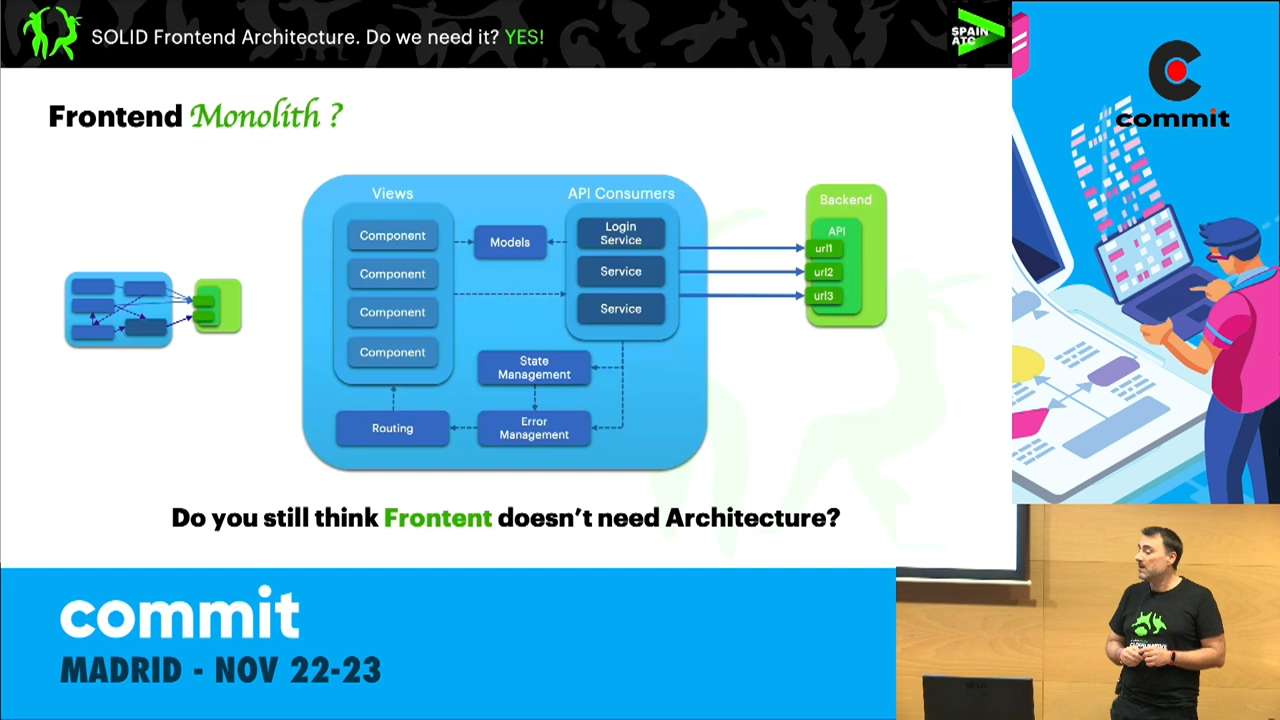 SOLID Frontend Architecture. Do we need it? YES!
SPAIN
ATC
commit
Frontend Monolith ?
Views
API Consumers
Backend
Component
Component
Component
Component
Models
Login
Service
Service
Service
API
url1
url2
url3
State
Management
Routing
Error
Management
Do you still think Frontent doesn't need Architecture?
commit
MADRID - NOV 22-23